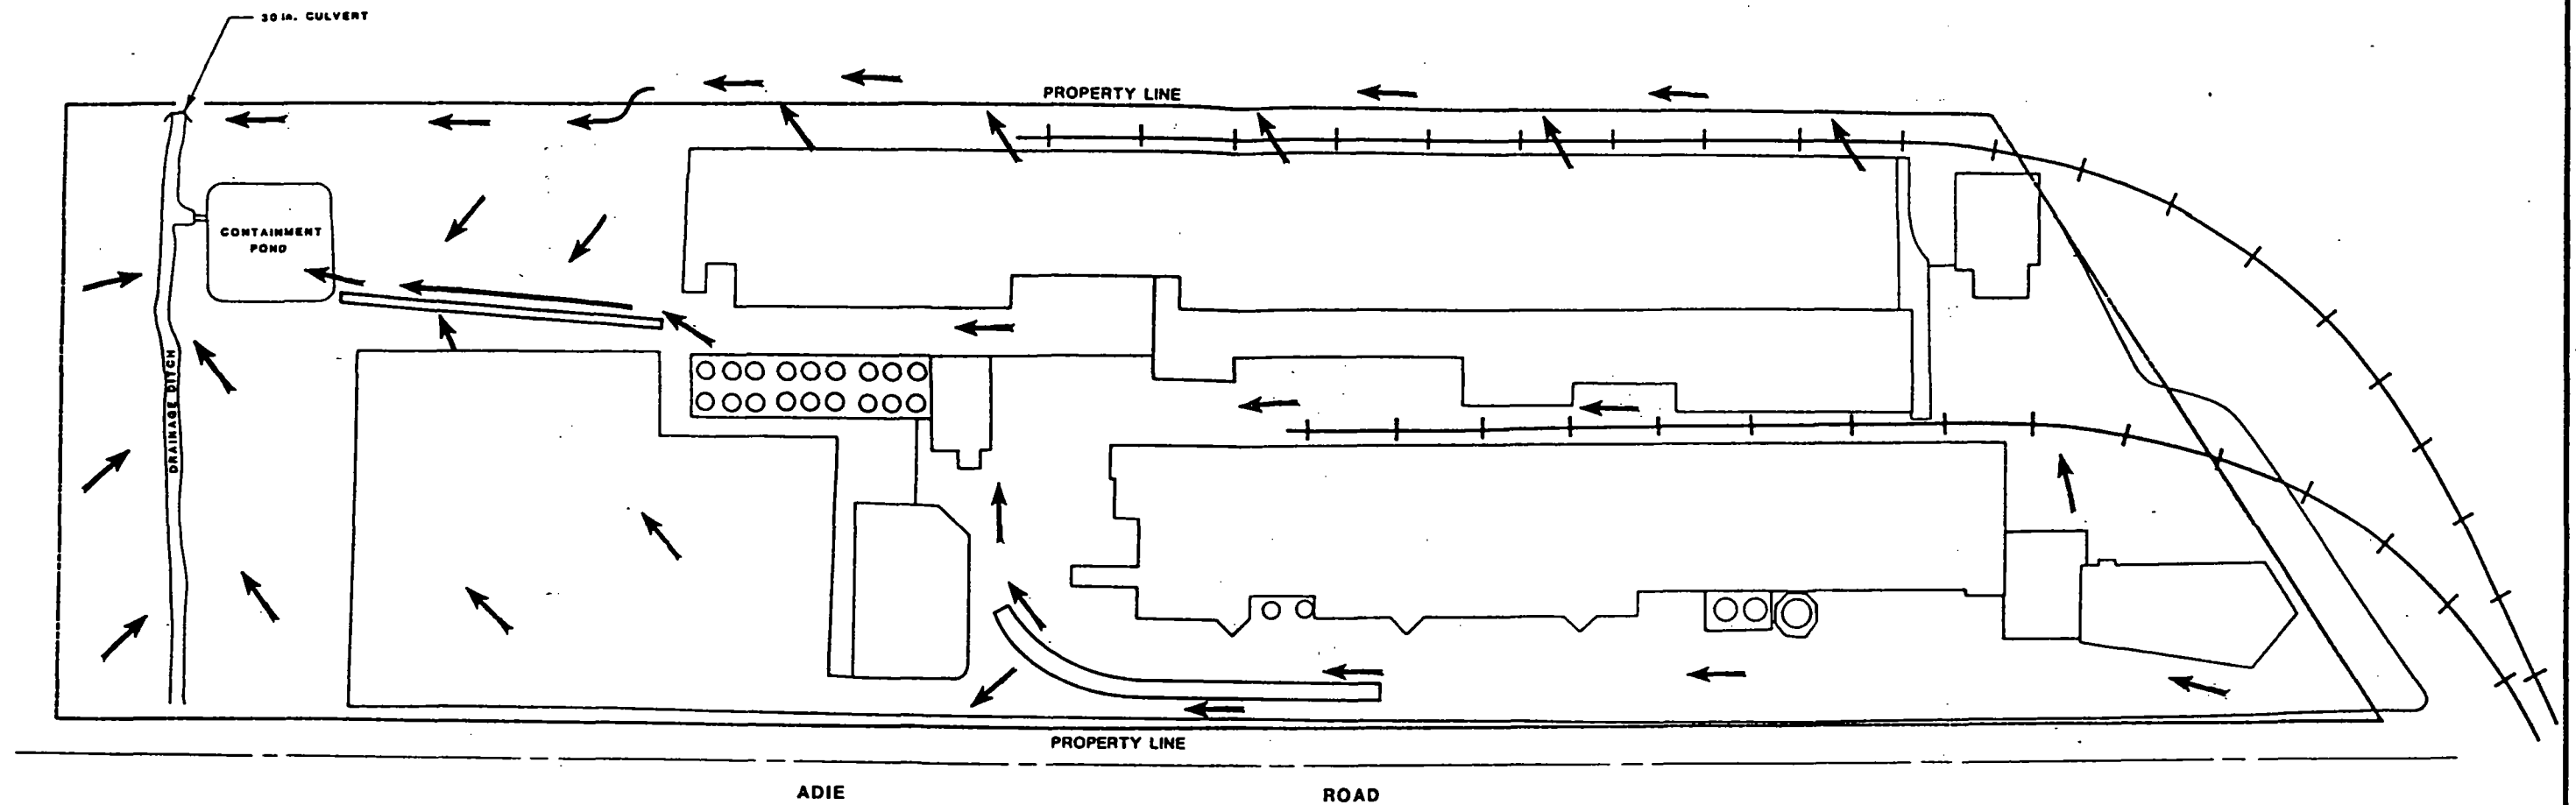 30 in. CULVERT
PROPERTY LINE
CONTAINMENT
POND
DRAINAGE DITCH
PROPERTY LINE
ADIE ROAD